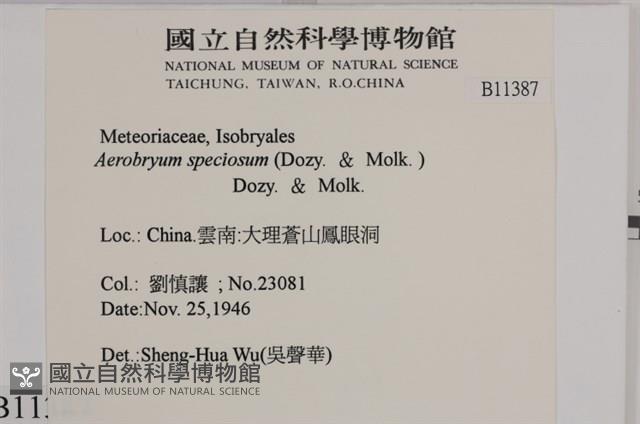 國立自然科學博物館
NATIONAL MUSEUM OF NATURAL SCIENCE
TAICHUNG, TAIWAN, R.O.CHINA
B11387
Meteoriaceae, Isobryales
Aerobryum speciosum (Dozy. & Molk. )
Dozy. & Molk.
Loc.: China.雲南:大理蒼山鳳眼洞
Col.: 劉慎讓 ; No.23081
Date:Nov. 25,1946
Det.:Sheng-Hua Wu(吳聲華)
國立自然科學博物館
NATIONAL MUSEUM OF NATURAL SCIENCE